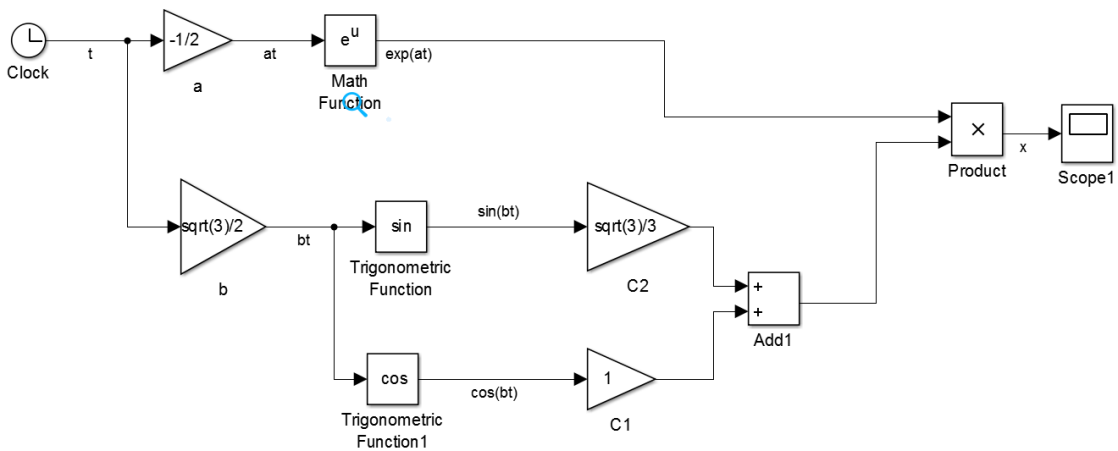 Clock
t
-1/2
a
at
e^u
Math
Function
exp(at)
×
Product
x
Scope1
sqrt(3)/2
b
bt
sin
Trigonometric
Function
sin(bt)
sqrt(3)/3
C2
+
+
Add1
cos
Trigonometric
Function1
cos(bt)
1
C1